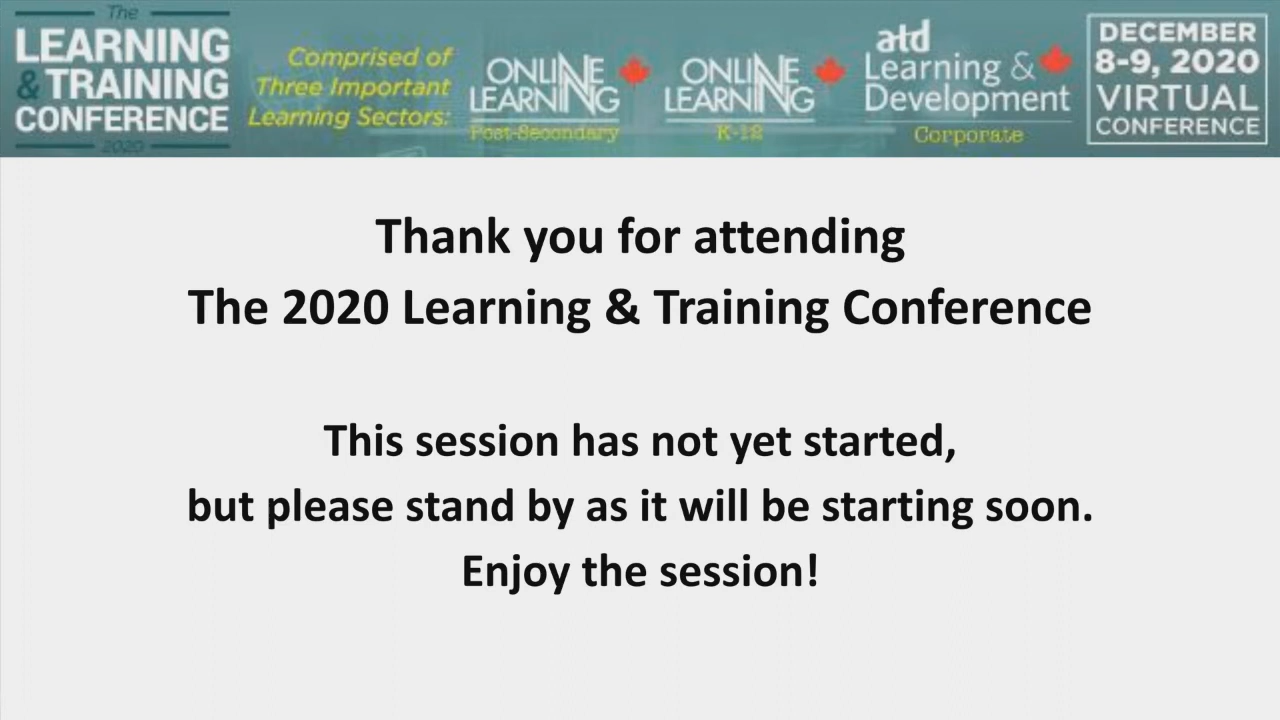 The
LEARNING
& TRAINING
CONFERENCE
2020
Comprised of
Three Important
Learning Sectors:
ONLINE
LEARNING
Post-Secondary
ONLINE
LEARNING
K-12
atd
Learning &
Development
Corporate
DECEMBER
8-9, 2020
VIRTUAL
CONFERENCE
Thank you for attending
The 2020 Learning & Training Conference
This session has not yet started,
but please stand by as it will be starting soon.
Enjoy the session!